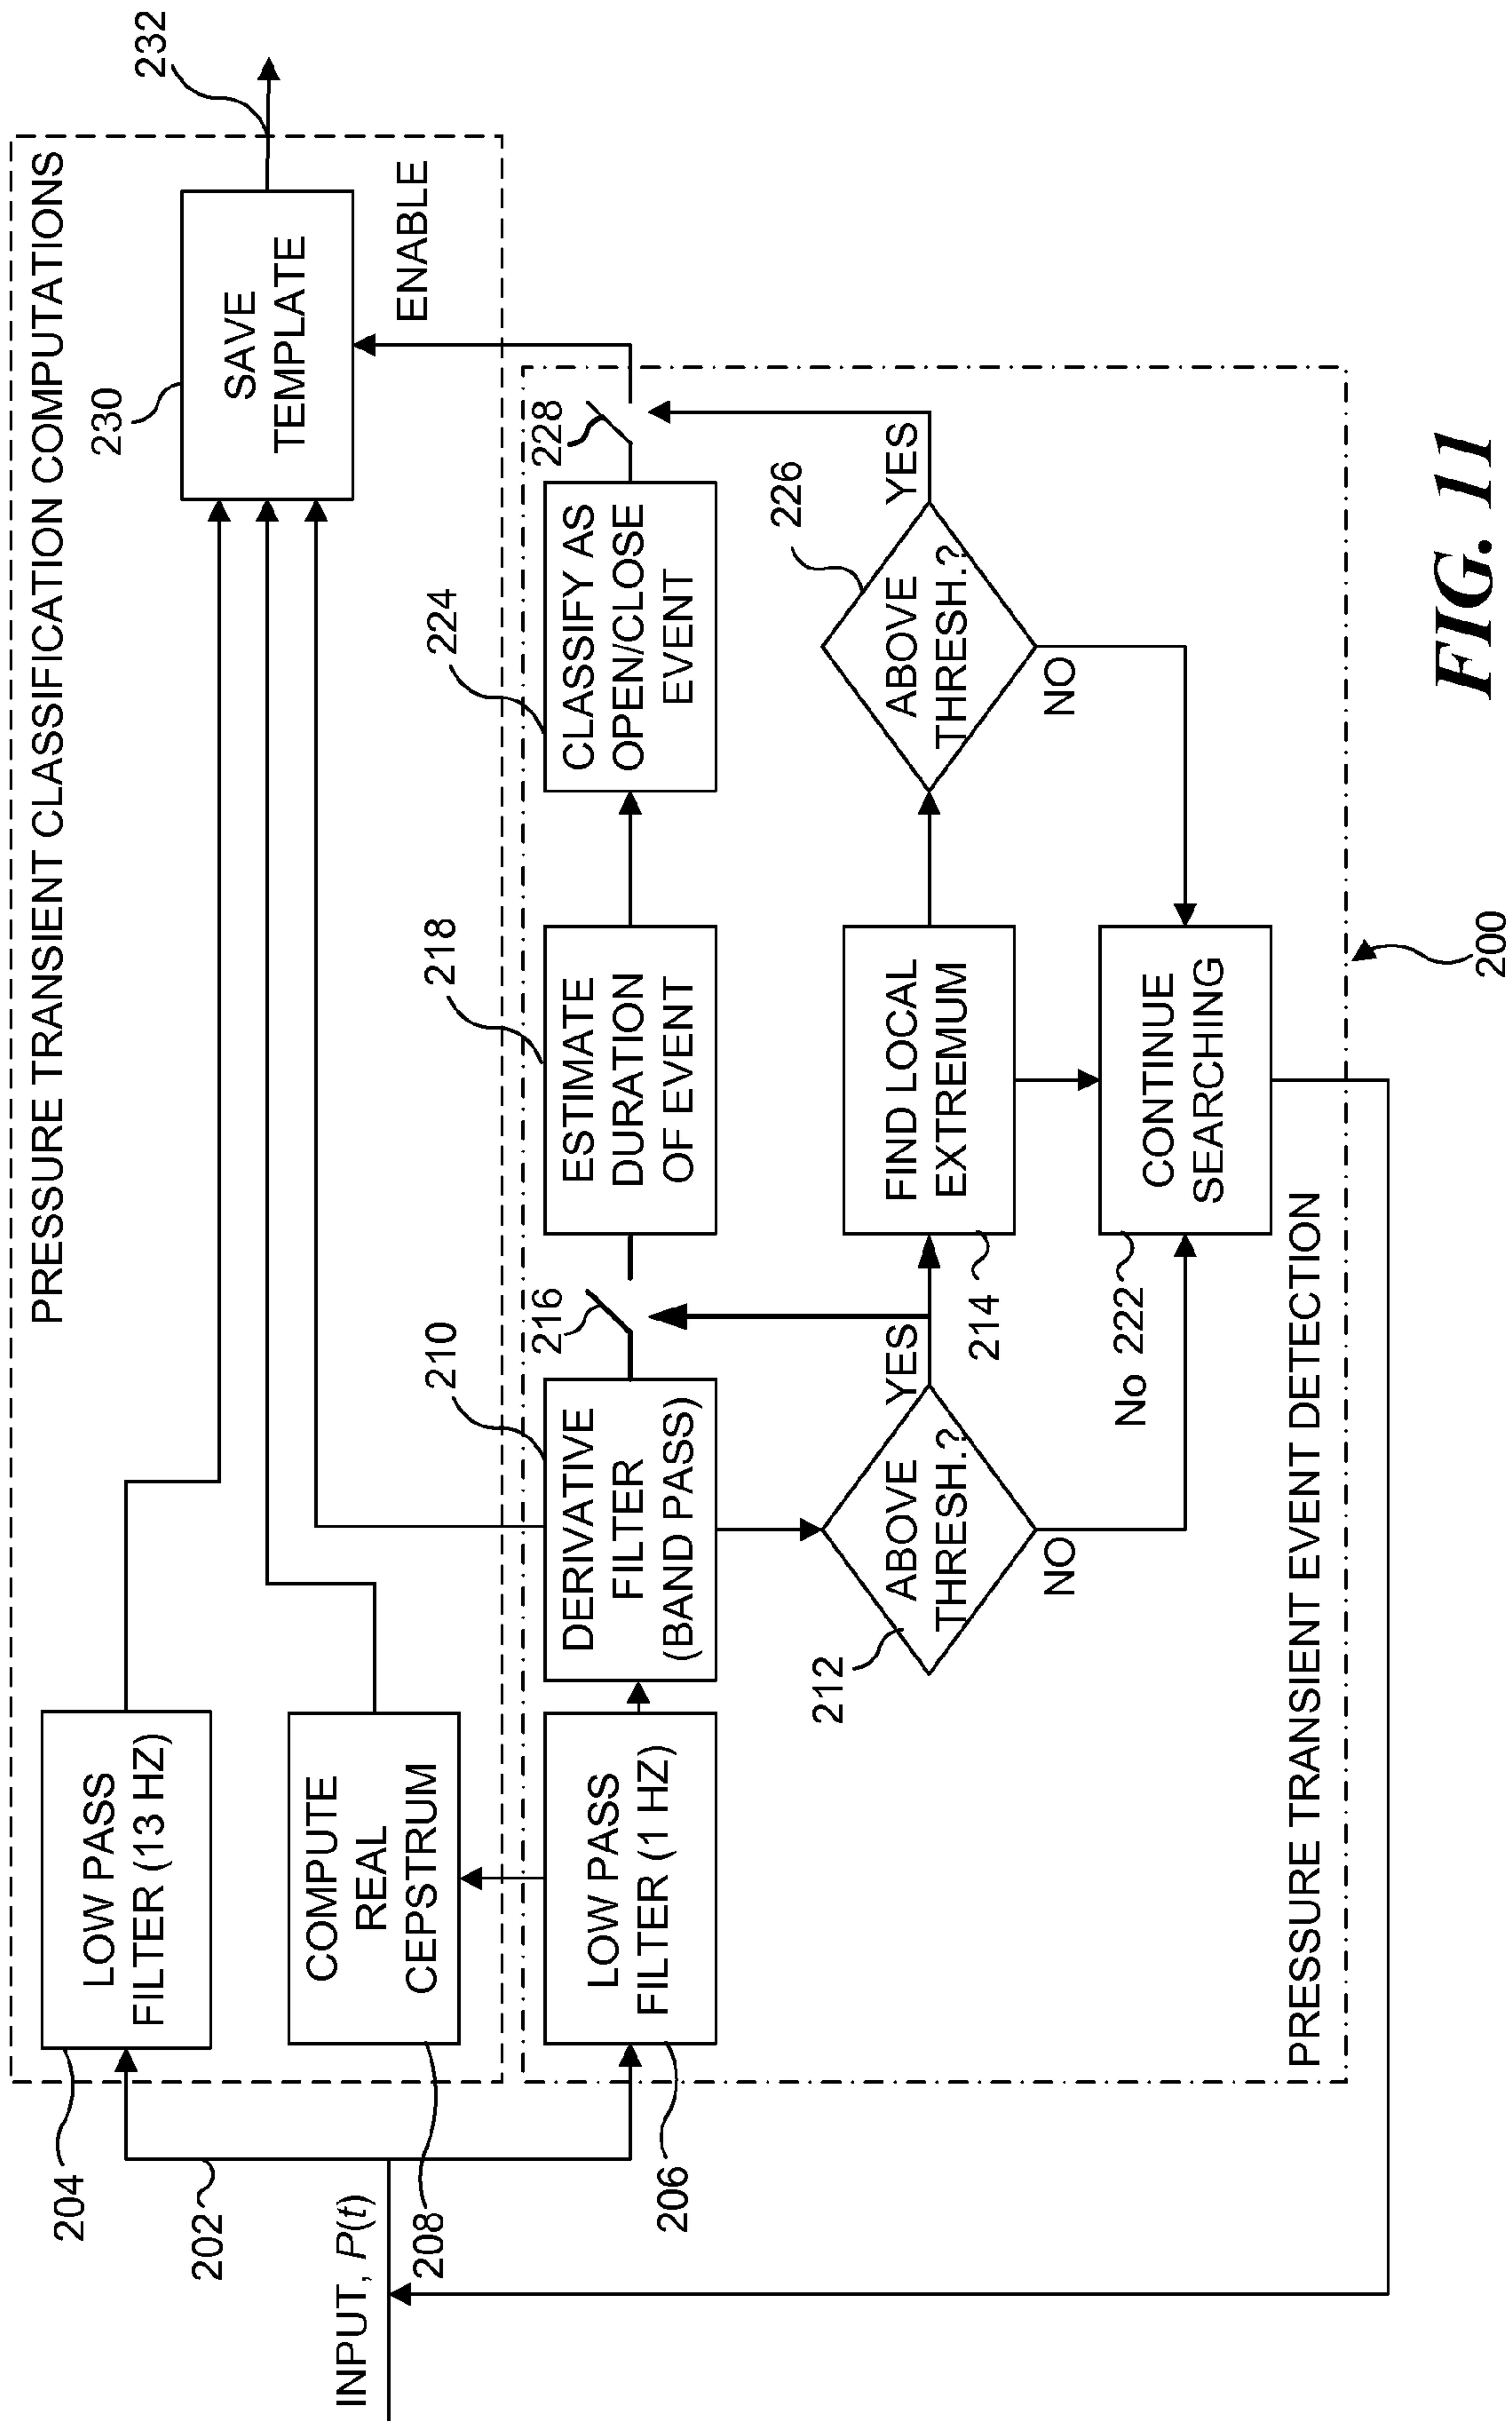 PRESSURE TRANSIENT CLASSIFICATION COMPUTATIONS
232
204
LOW PASS
FILTER (13 HZ)
230
SAVE
TEMPLATE
202
INPUT, P(t)
208
COMPUTE
REAL
CEPSTRUM
ENABLE
206
LOW PASS
FILTER (1 HZ)
210
DERIVATIVE
FILTER
(BAND PASS)
216
218
ESTIMATE
DURATION
OF EVENT
224
CLASSIFY AS
OPEN/CLOSE
EVENT
228
212
ABOVE
THRESH.?
YES
NO
214
FIND LOCAL
EXTREMUM
226
ABOVE
THRESH.?
YES
NO
No 222
CONTINUE
SEARCHING
PRESSURE TRANSIENT EVENT DETECTION
200
FIG. 11